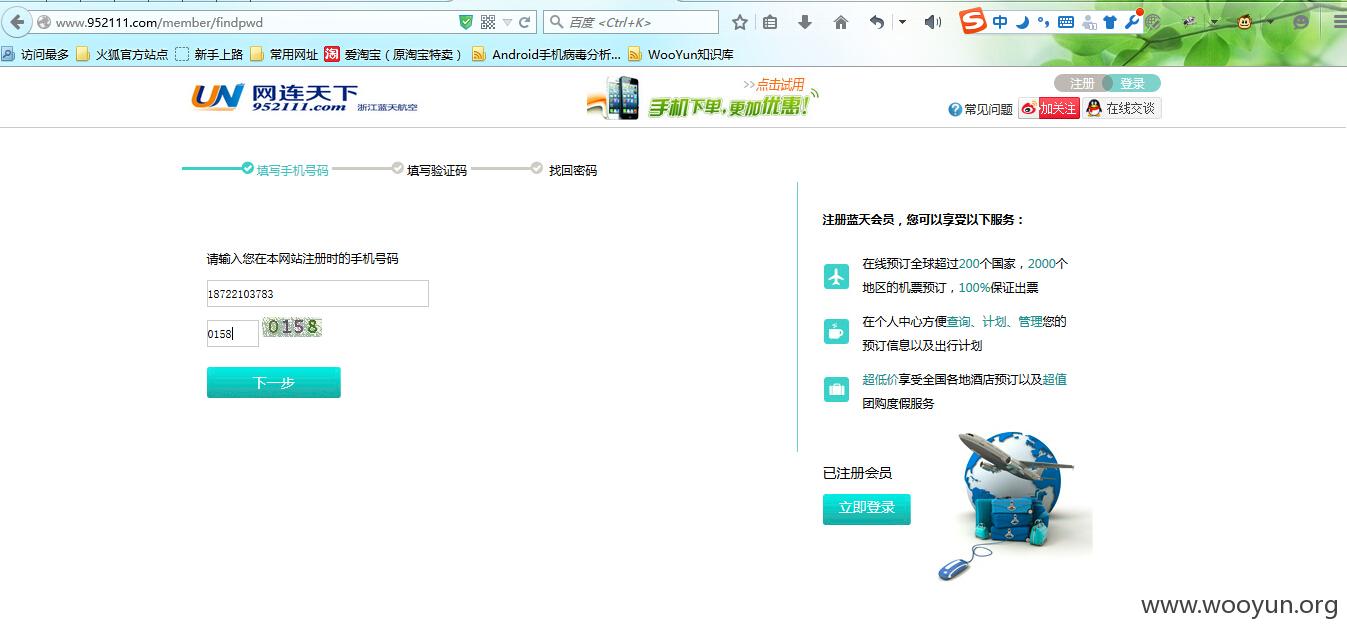 www.952111.com/member/findpwd
百度 <Ctrl+K>
中
访问最多 火狐官方站点 新手上路 常用网址 淘 爱淘宝（原淘宝特卖） Android手机病毒分析... WooYun知识库
网连天下
952111.com 浙江蓝天航空
>>点击试用
手机下单,更加优惠!
注册 登录
常见问题 加关注 在线交谈
填写手机号码 填写验证码 找回密码
请输入您在本网站注册时的手机号码
18722103783
0158 0158
下一步
注册蓝天会员，您可以享受以下服务：
在线预订全球超过200个国家，2000个
地区的机票预订，100%保证出票
在个人中心方便查询、计划、管理您的
预订信息以及出行计划
超低价享受全国各地酒店预订以及超值
团购度假服务
已注册会员
立即登录
www.wooyun.org